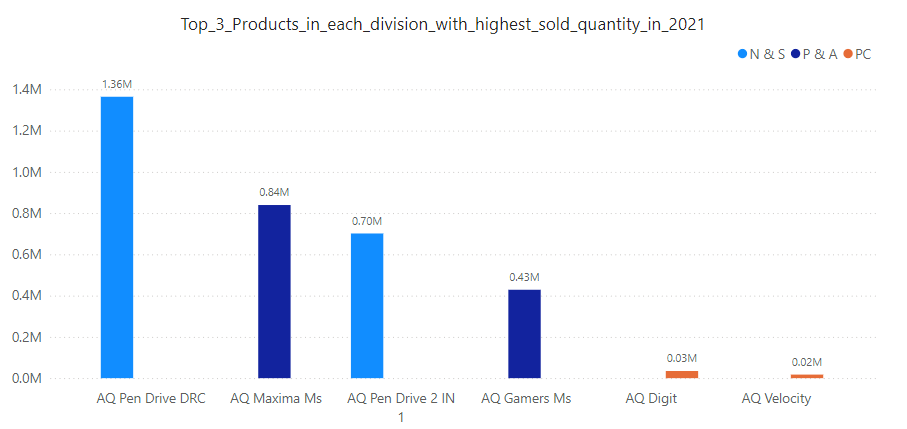 Top_3_Products_in_each_division_with_highest_sold_quantity_in_2021
N & S P & A PC
1.4M
1.2M
1.0M
0.8M
0.6M
0.4M
0.2M
0.0M
1.36M
0.84M
0.70M
0.43M
0.03M
0.02M
AQ Pen Drive DRC
AQ Maxima Ms
AQ Pen Drive 2 IN
1
AQ Gamers Ms
AQ Digit
AQ Velocity